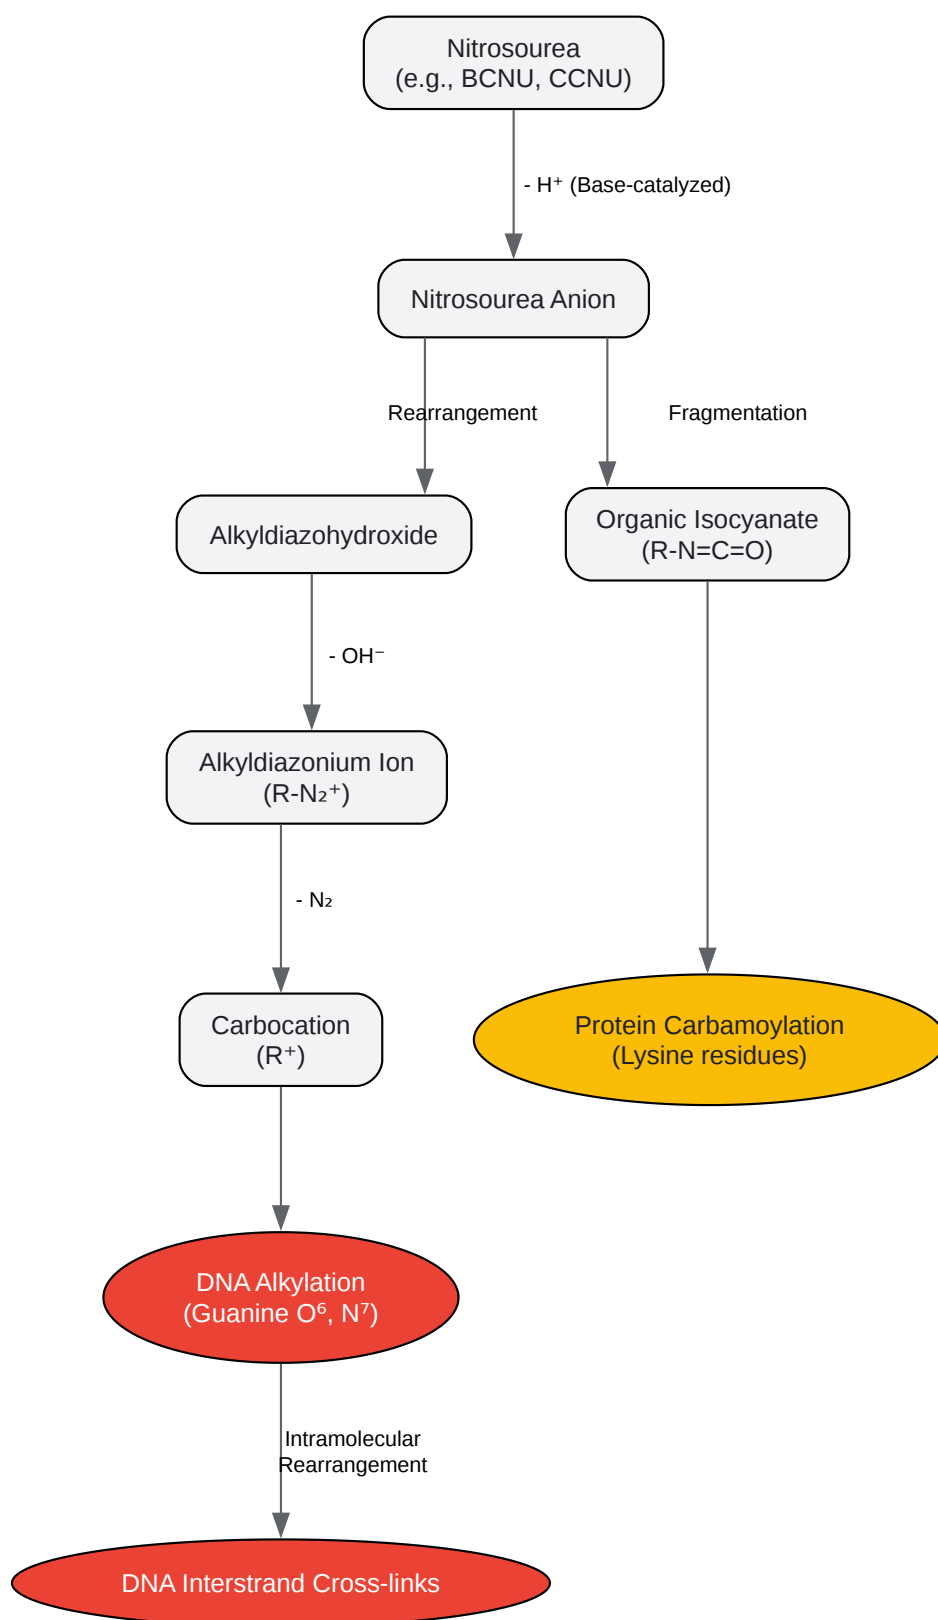 Nitrosourea
(e.g., BCNU, CCNU)
- H⁺ (Base-catalyzed)
Nitrosourea Anion
Rearrangement
Fragmentation
Alkyldiazohydroxide
Organic Isocyanate
(R-N=C=O)
- OH⁻
Alkyldiazonium Ion
(R-N₂⁺)
- N₂
Carbocation
(R⁺)
Protein Carbamoylation
(Lysine residues)
DNA Alkylation
(Guanine O⁶, N⁷)
Intramolecular
Rearrangement
DNA Interstrand Cross-links